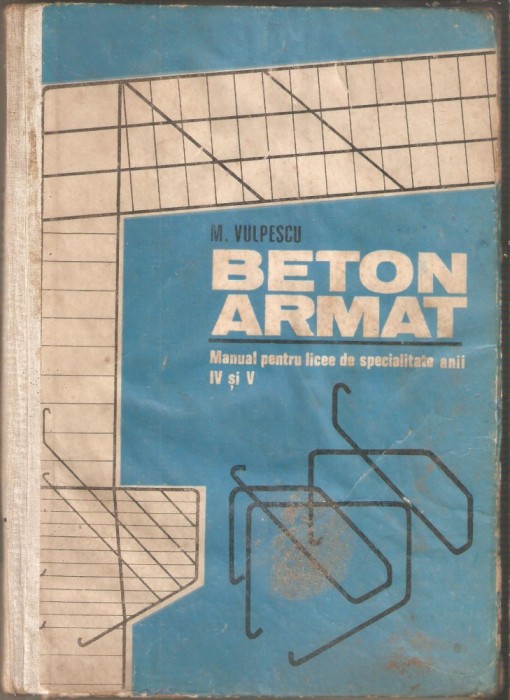 M. VULPESCU
BETON
ARMAT
Manual pentru licee de specialitate anii
IV și V